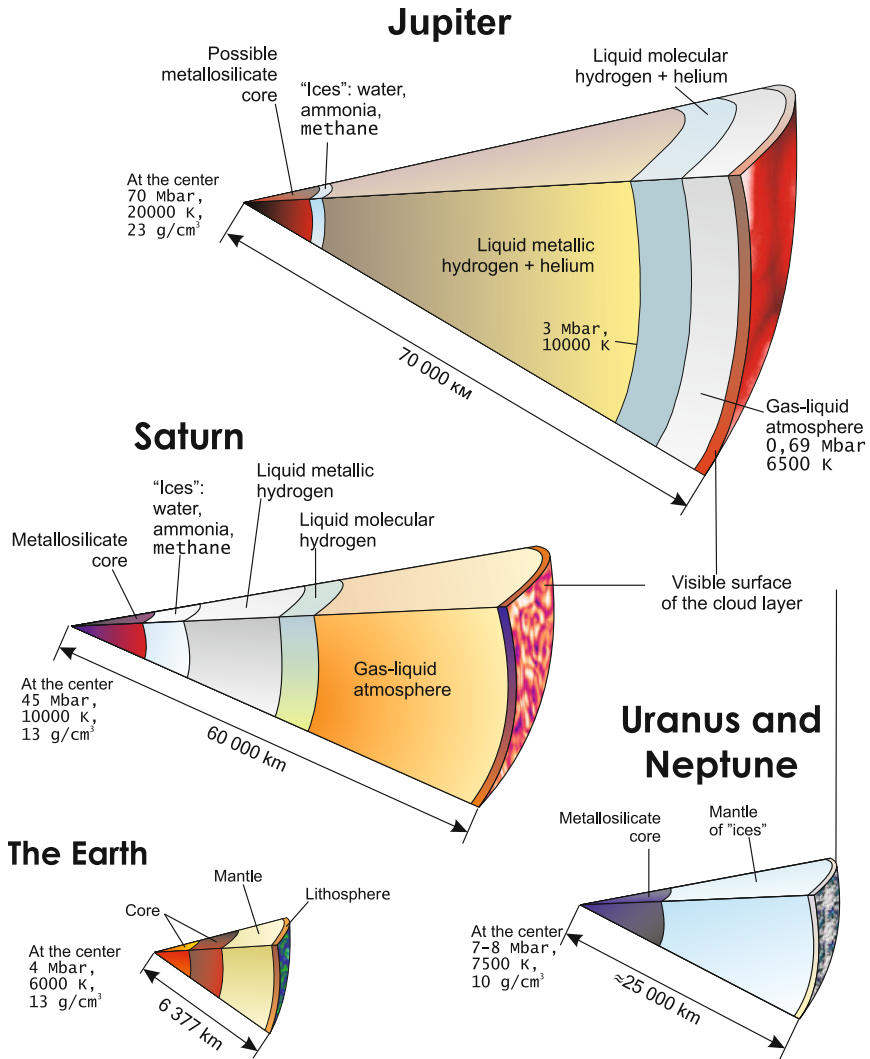 Jupiter
Possible
metallosilicate
core
"Ices": water,
ammonia,
methane
Liquid molecular
hydrogen + helium
At the center
70 Mbar,
20000 K,
23 g/cm³
Liquid metallic
hydrogen + helium
3 Mbar,
10000 K
70 000 км
Gas-liquid
atmosphere
0,69 Mbar
6500 K
Saturn
"Ices":
water,
ammonia,
methane
Liquid metallic
hydrogen
Liquid molecular
hydrogen
Metallosilicate
core
Visible surface
of the cloud layer
Gas-liquid
atmosphere
At the center
45 Mbar,
10000 K,
13 g/cm³
60 000 km
Uranus and
Neptune
Metallosilicate
core
Mantle
of "ices"
At the center
7-8 Mbar,
7500 K,
10 g/cm³
≈25 000 km
The Earth
Mantle
Lithosphere
Core
At the center
4 Mbar,
6000 K,
13 g/cm³
6 377 km